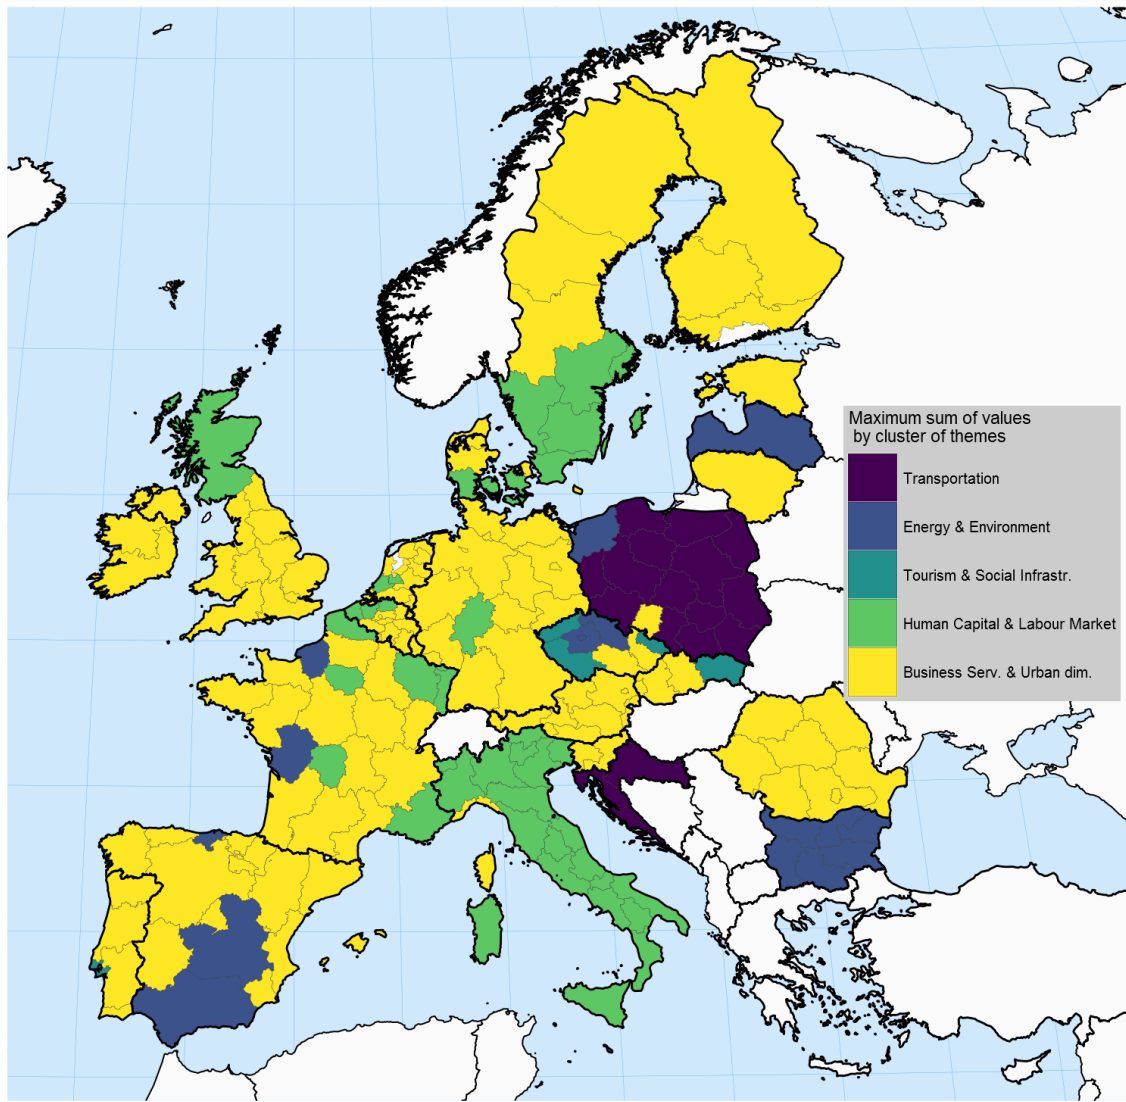 Maximum sum of values
by cluster of themes
Transportation
Energy & Environment
Tourism & Social Infrastr.
Human Capital & Labour Market
Business Serv. & Urban dim.